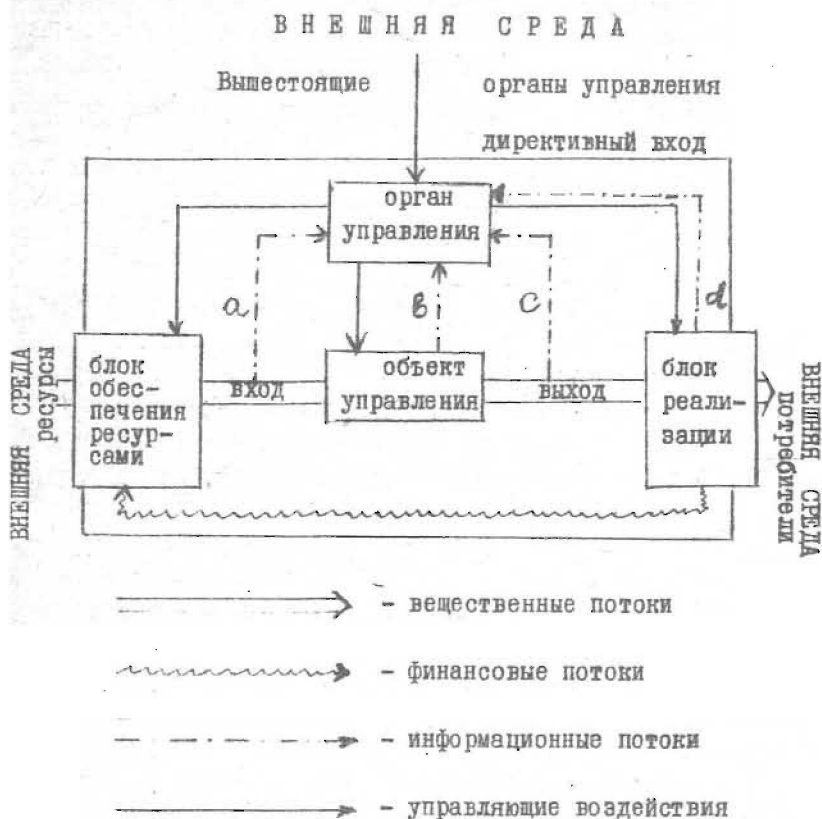 ВНЕШНЯЯ СРЕДА
Вышестоящие органы управления
директивный вход
орган
управления
a
в
c
d
ВНЕШНЯЯ СРЕДА
ресурсы
блок
обес-
печения
ресур-
сами
вход
объект
управления
выход
блок
реали-
зации
ВНЕШНЯЯ СРЕДА
потребители
- вещественные потоки
- финансовые потоки
- информационные потоки
- управляющие воздействия